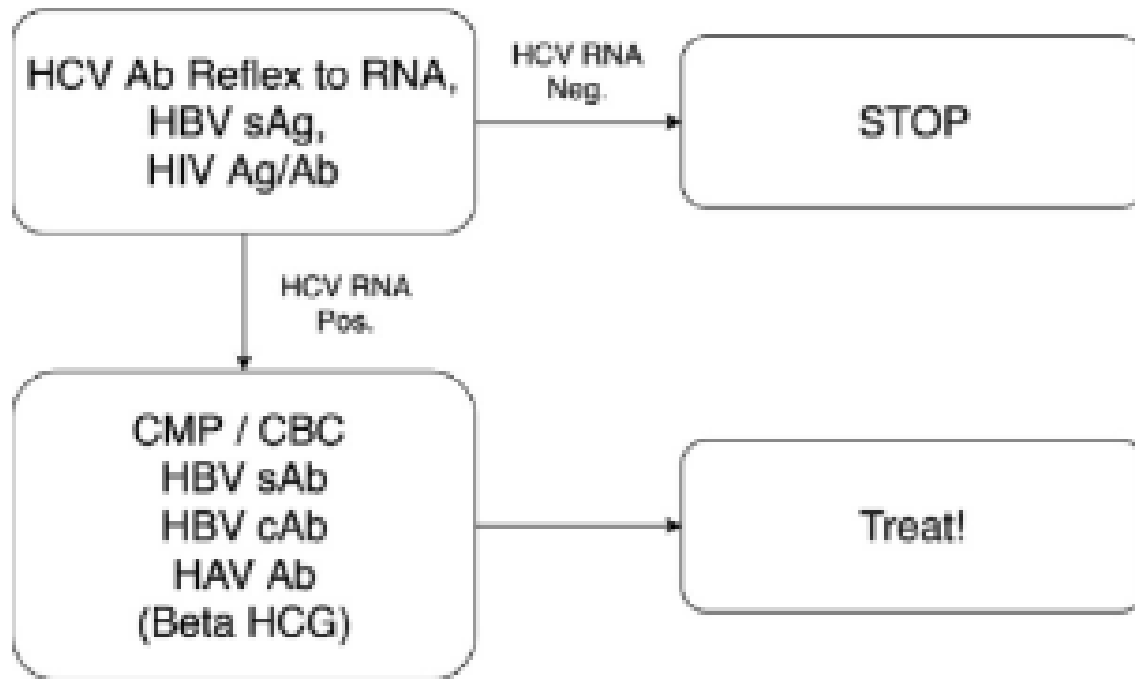 HCV Ab Reflex to RNA,
HBV sAg,
HIV Ag/Ab
HCV RNA
Neg.
STOP
HCV RNA
Pos.
CMP / CBC
HBV sAb
HBV cAb
HAV Ab
(Beta HCG)
Treat!